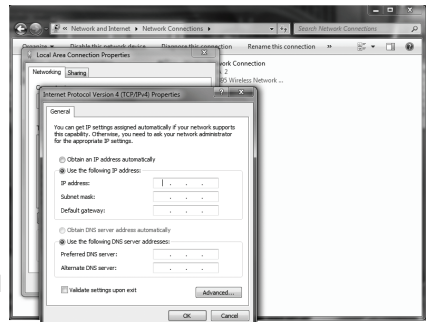 « Network and Internet ▸ Network Connections ▸
Search Network Connections
Organize Disable this network device Diagnose this connection Rename this connection »
Local Area Connection Properties
Networking Sharing
work Connection
2
95 Wireless Network ...
Internet Protocol Version 4 (TCP/IPv4) Properties
General
You can get IP settings assigned automatically if your network supports
this capability. Otherwise, you need to ask your network administrator
for the appropriate IP settings.
Obtain an IP address automatically
Use the following IP address:
IP address:
Subnet mask:
Default gateway:
Obtain DNS server address automatically
Use the following DNS server addresses:
Preferred DNS server:
Alternate DNS server:
Validate settings upon exit
Advanced...
OK Cancel